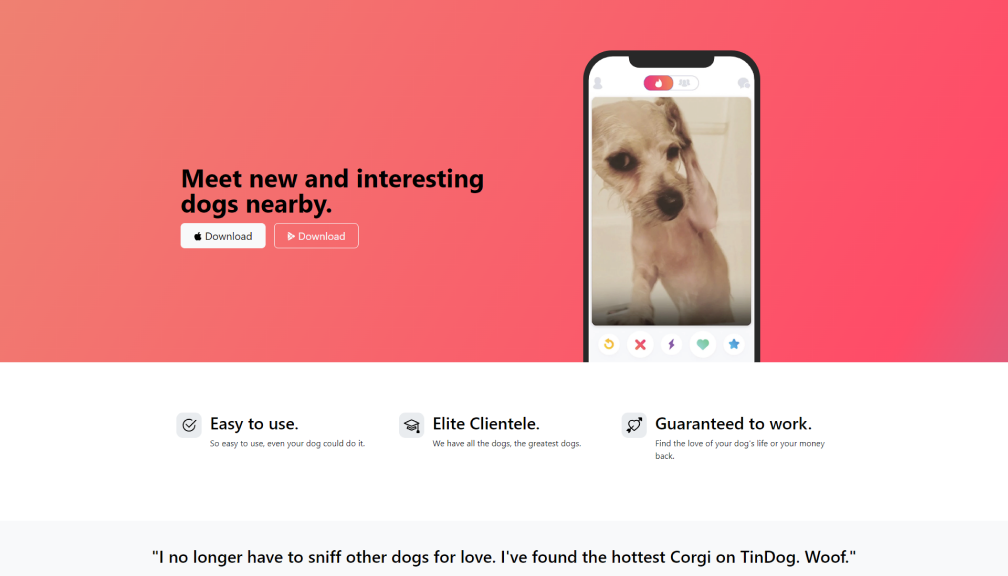 Meet new and interesting
dogs nearby.
Download
Download
Easy to use.
So easy to use, even your dog could do it.
Elite Clientele.
We have all the dogs, the greatest dogs.
Guaranteed to work.
Find the love of your dog's life or your money
back.
"I no longer have to sniff other dogs for love. I've found the hottest Corgi on TinDog. Woof."